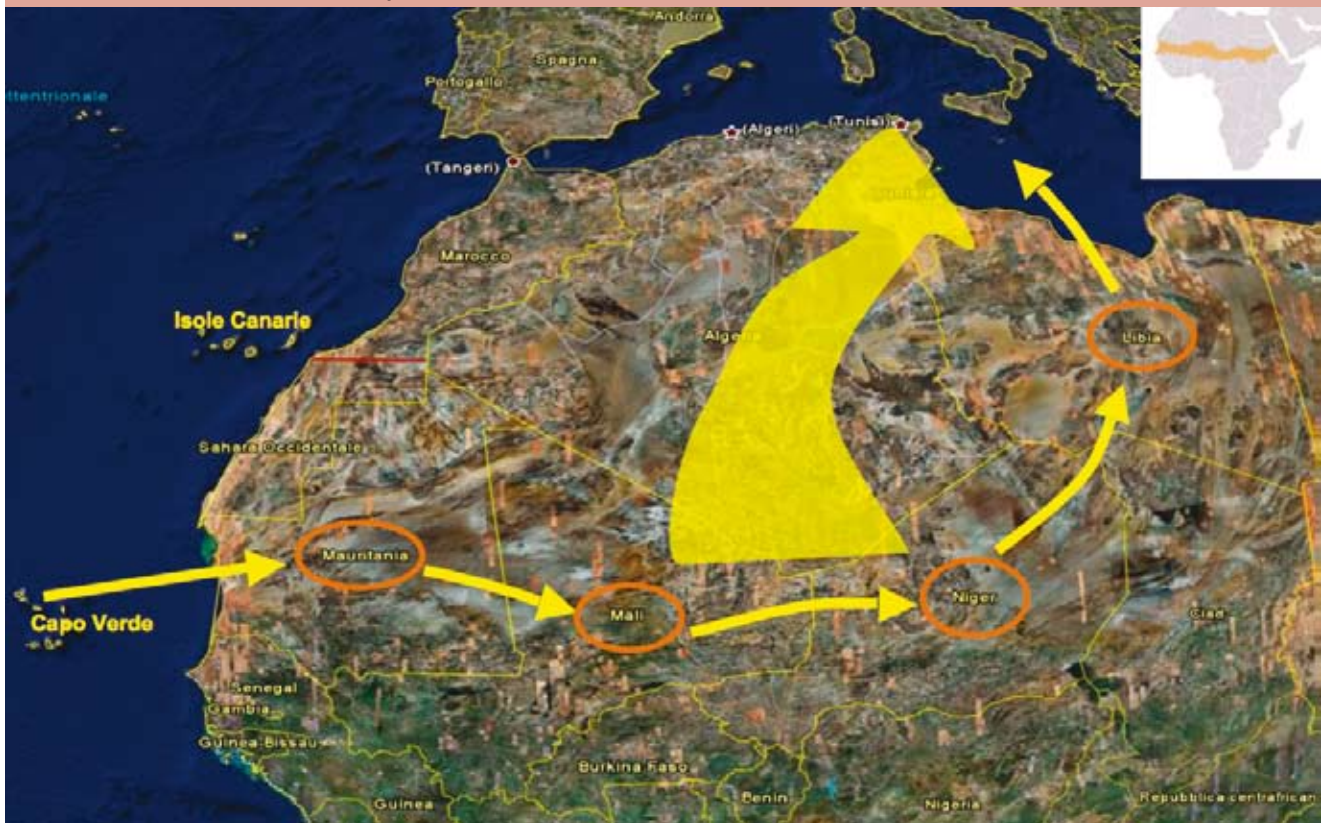 Andorra
Spagna
Portogallo
ttentrionale
(Algeri)
(Tunisi)
(Tangeri)
Marocco
Isole Canarie
Algeria
Libia
Sahara Occidentale
Mauritania
Niger
Mali
Ciad
Capo Verde
Senegal
Gambia
Guinea-Bissau
Burkina Faso
Guinea
Benin
Nigeria
Repubblica centrafrican